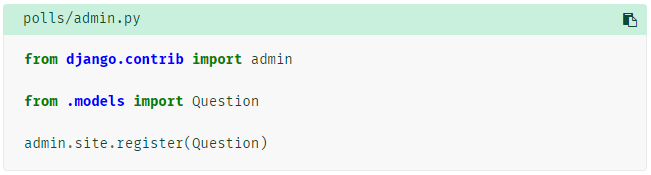 polls/admin.py
from django.contrib import admin
from .models import Question
admin.site.register(Question)